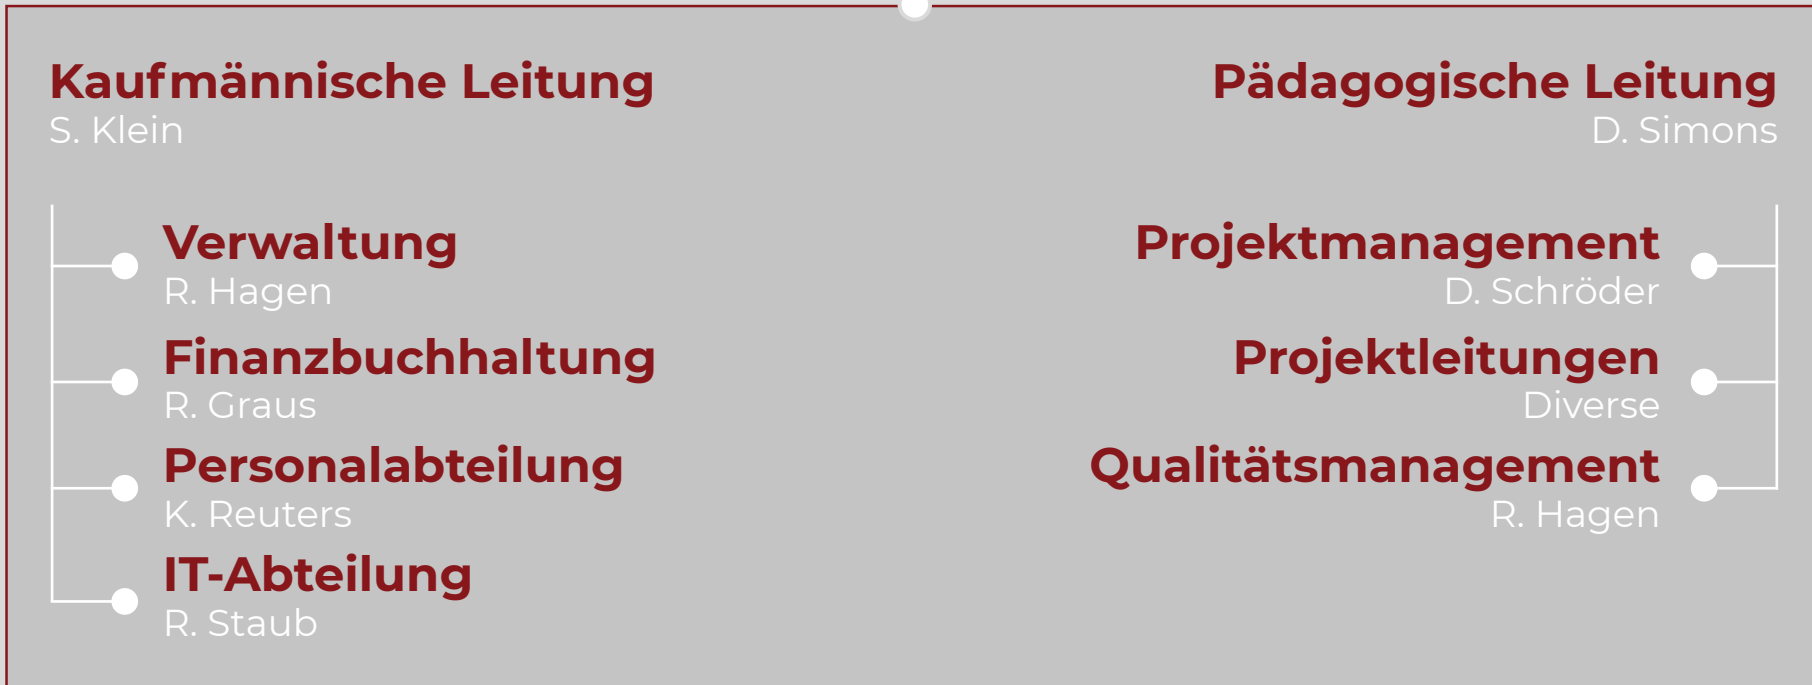 Kaufmännische Leitung
S. Klein
Verwaltung
R. Hagen
Finanzbuchhaltung
R. Graus
Personalabteilung
K. Reuters
IT-Abteilung
R. Staub
Pädagogische Leitung
D. Simons
Projektmanagement
D. Schröder
Projektleitungen
Diverse
Qualitätsmanagement
R. Hagen